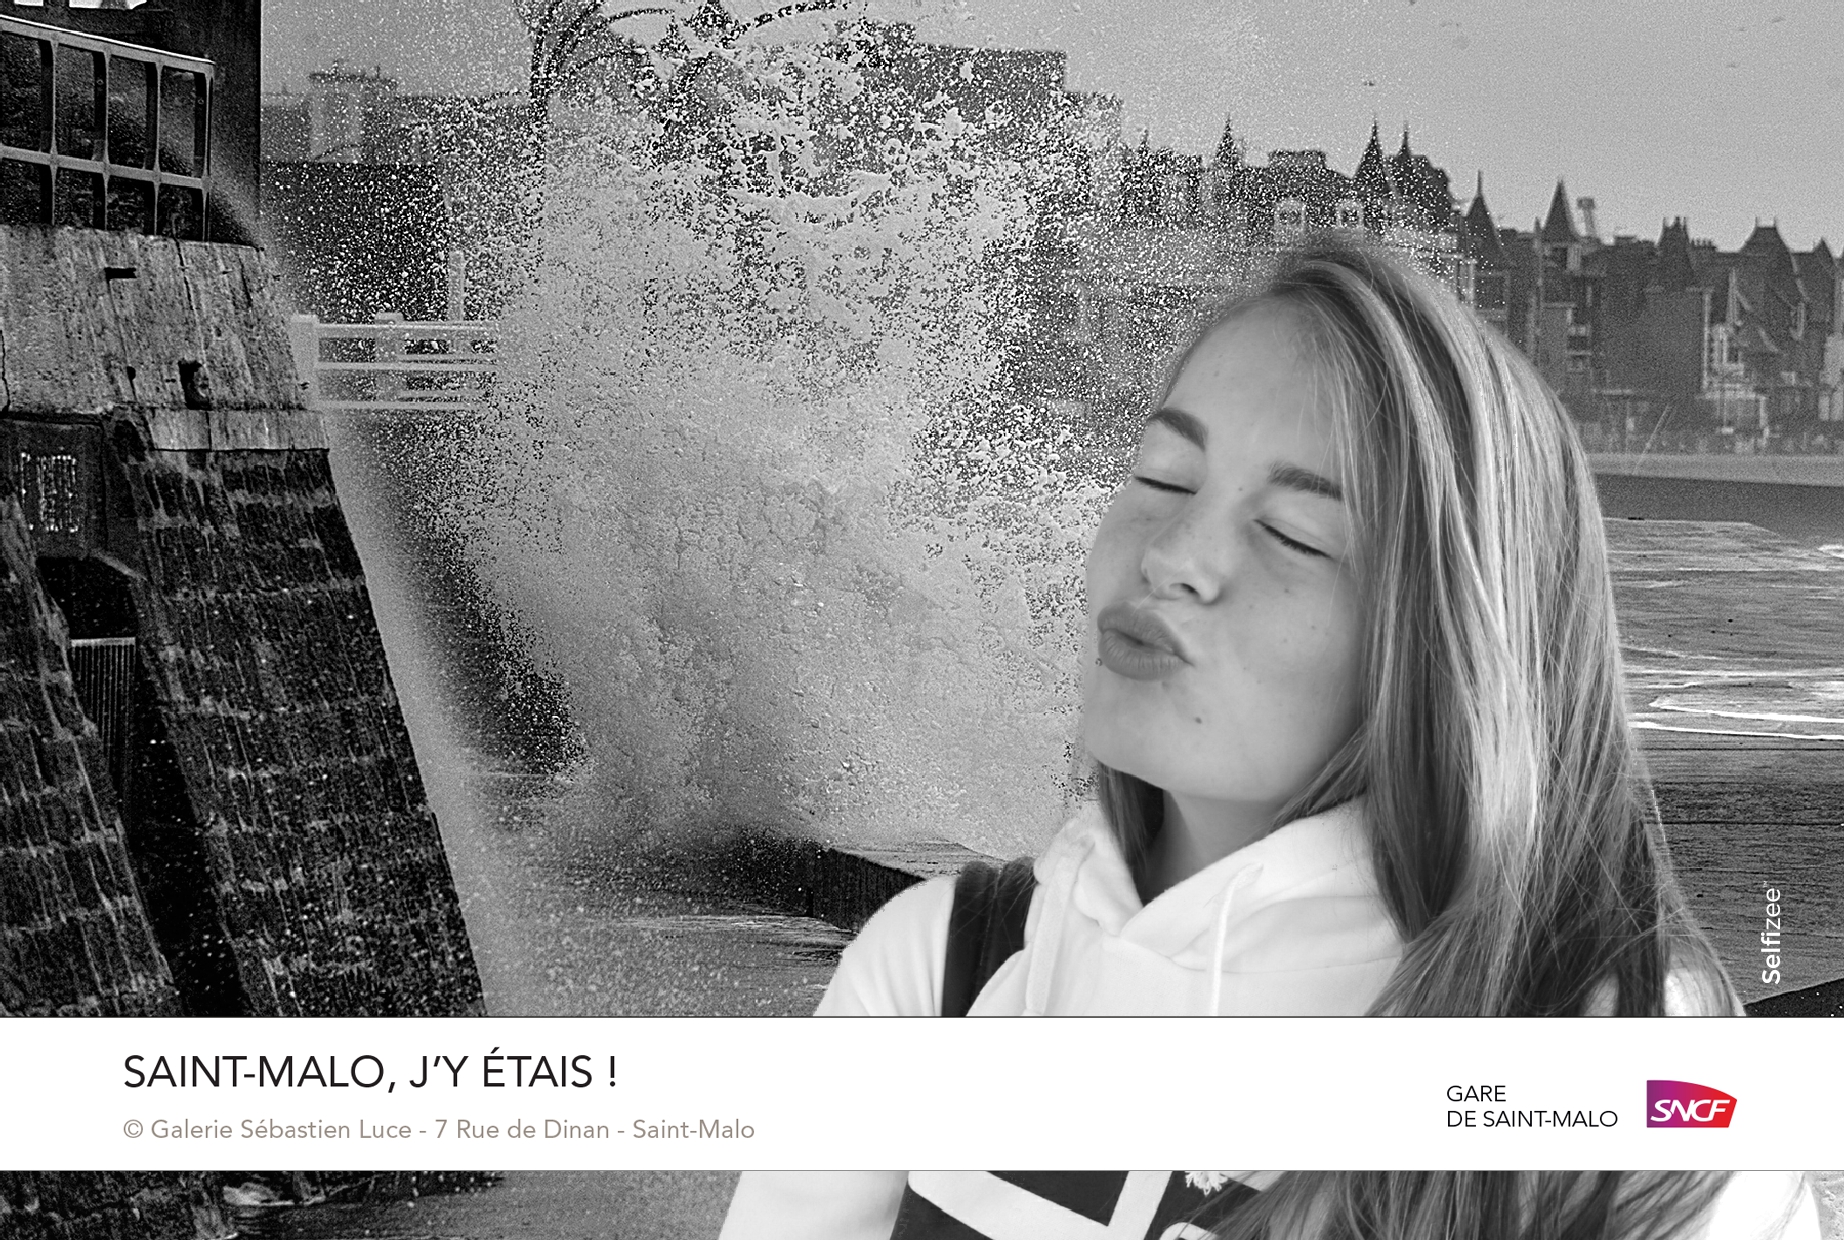 SAINT-MALO, J’Y ÉTAIS !
© Galerie Sébastien Luce - 7 Rue de Dinan - Saint-Malo
GARE
DE SAINT-MALO
SNCF
Selfizee